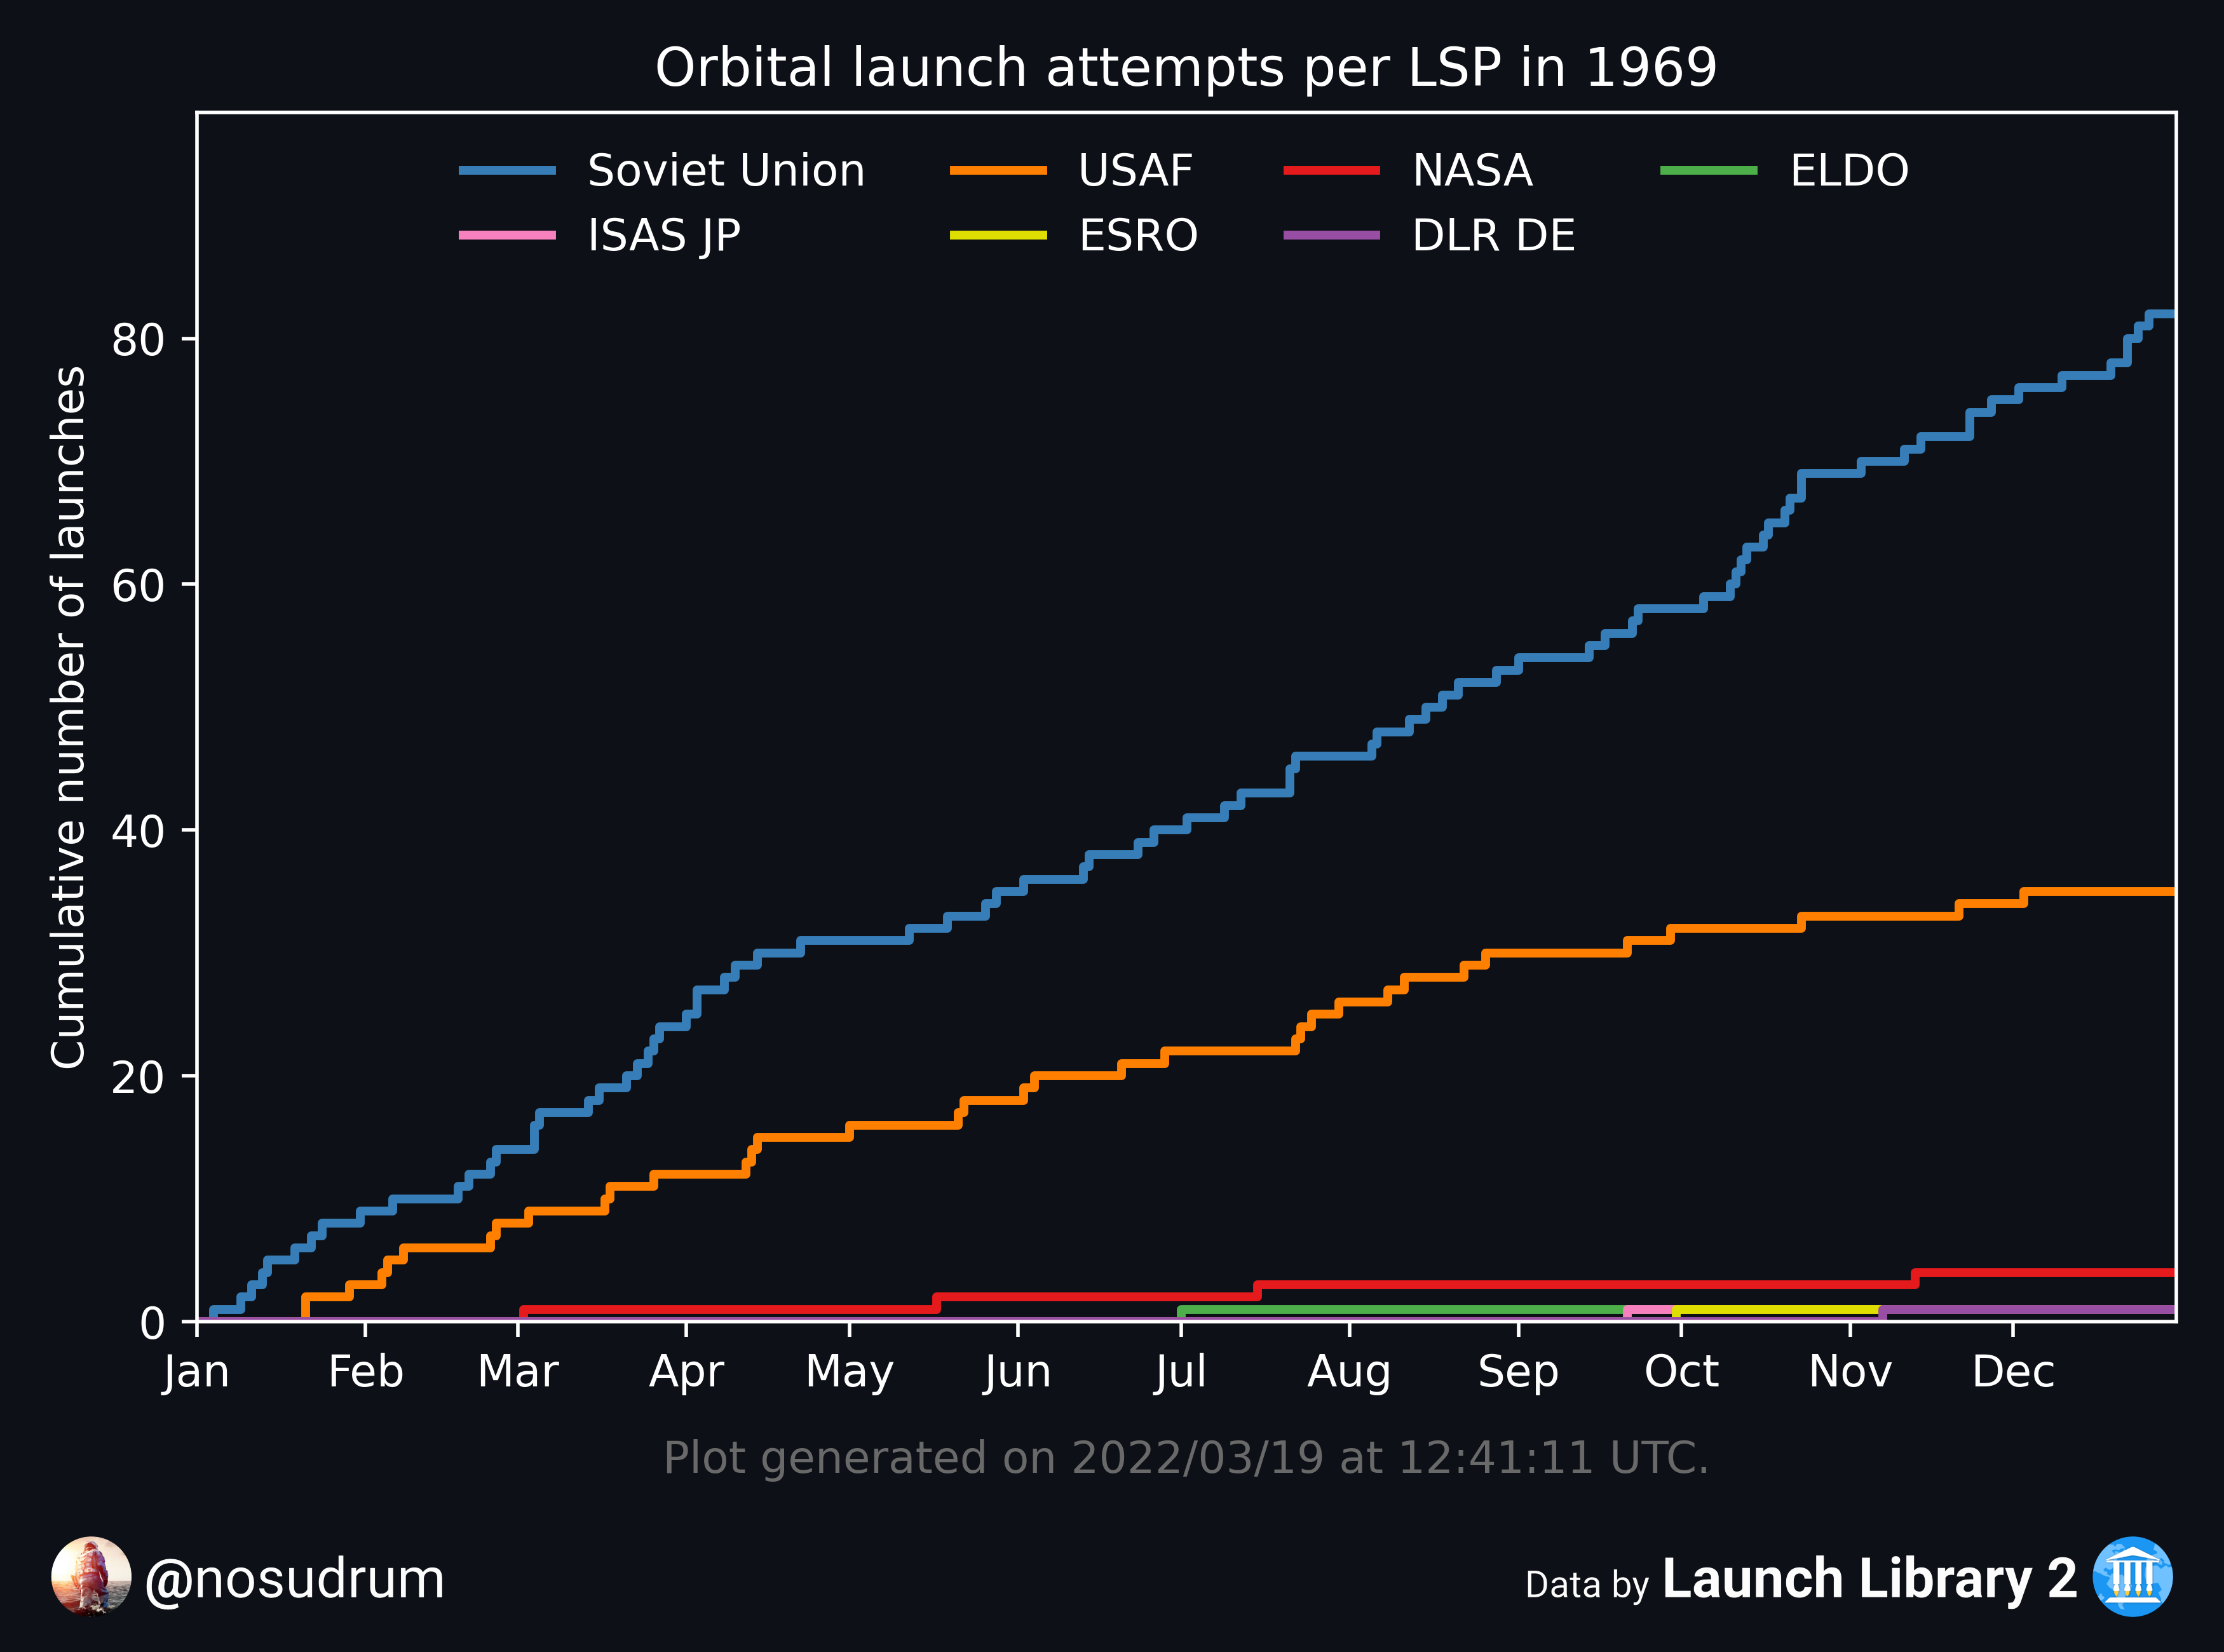 Orbital launch attempts per LSP in 1969
Soviet Union USAF NASA ELDO
ISAS JP ESRO DLR DE
Cumulative number of launches
80
60
40
20
0
Jan Feb Mar Apr May Jun Jul Aug Sep Oct Nov Dec
Plot generated on 2022/03/19 at 12:41:11 UTC.
@nosudrum
Data by Launch Library 2